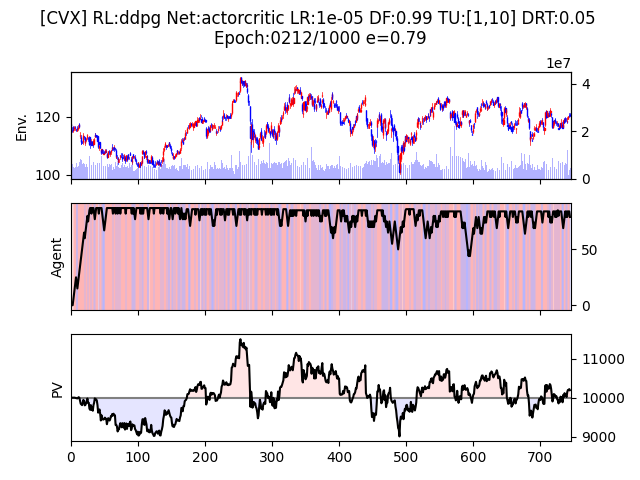 [CVX] RL:ddpg Net:actorcritic LR:1e-05 DF:0.99 TU:[1,10] DRT:0.05
Epoch:0212/1000 e=0.79
1e7
Env.
120
100
4
2
0
Agent
50
0
PV
11000
10000
9000
0 100 200 300 400 500 600 700